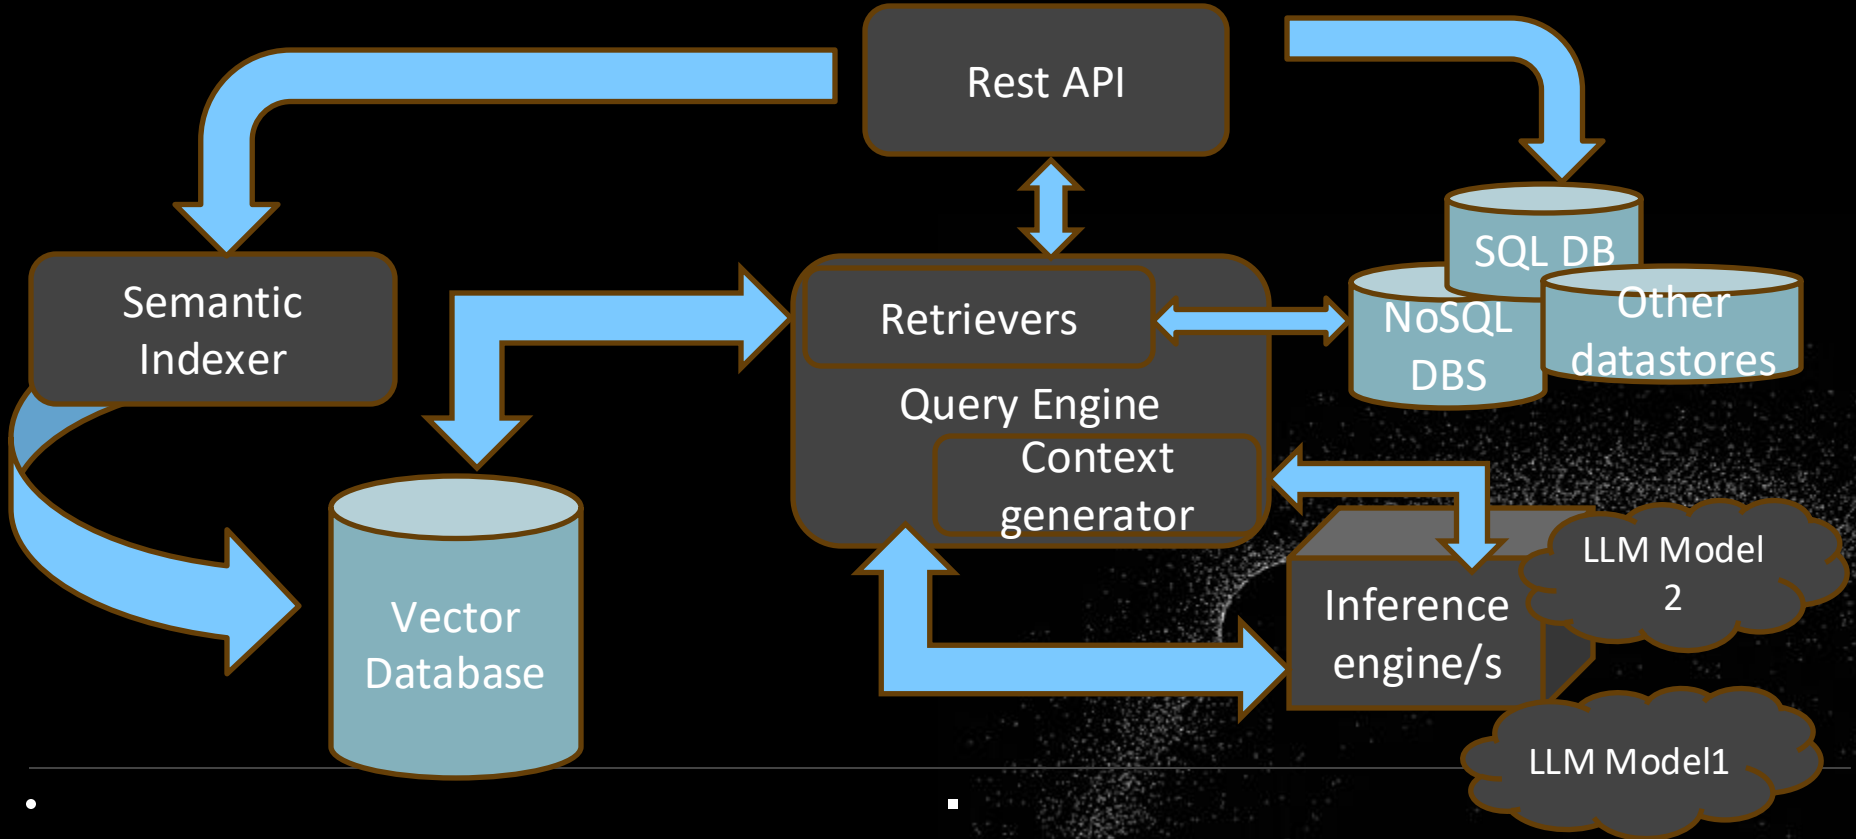 Rest API
Semantic
Indexer
Retrievers
Query Engine
Context
generator
SQL DB
NoSQL
DBS
Other
datastores
Vector
Database
Inference
engine/s
LLM Model
2
LLM Model1